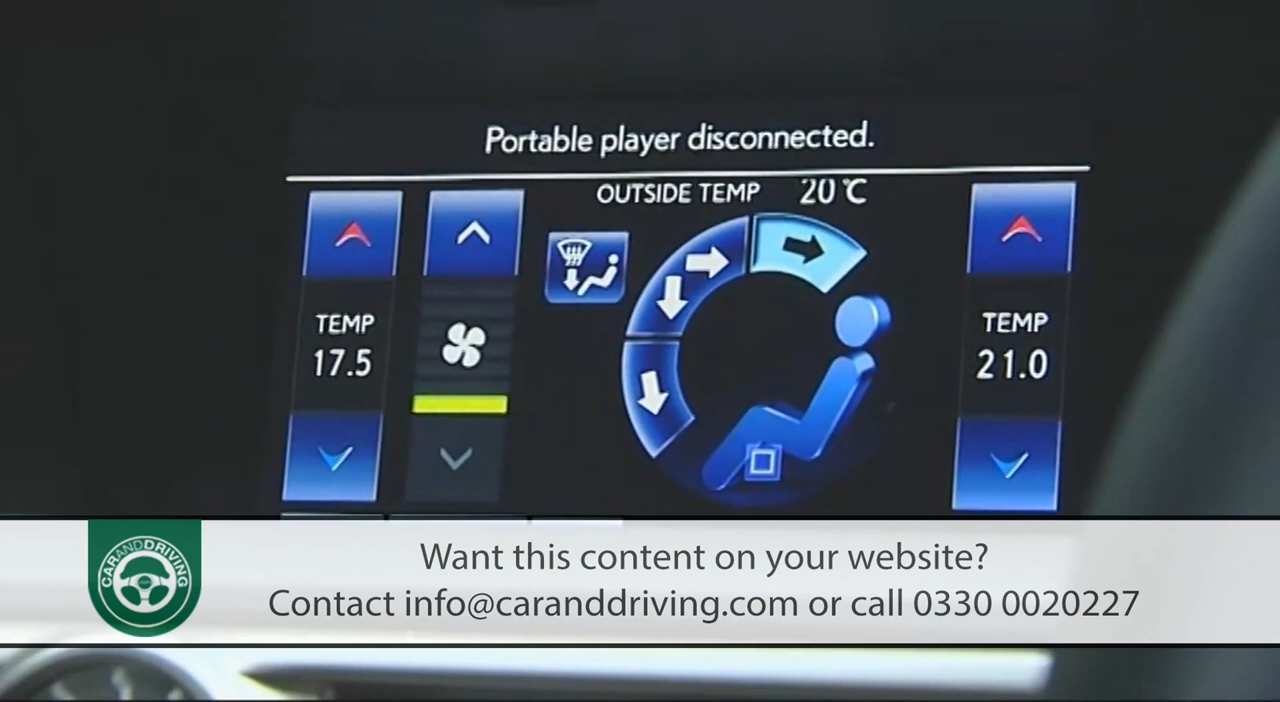 Portable player disconnected.
OUTSIDE TEMP 20℃
TEMP
17.5
TEMP
21.0
CARANDDRIVING
Want this content on your website?
Contact info@caranddriving.com or call 0330 0020227